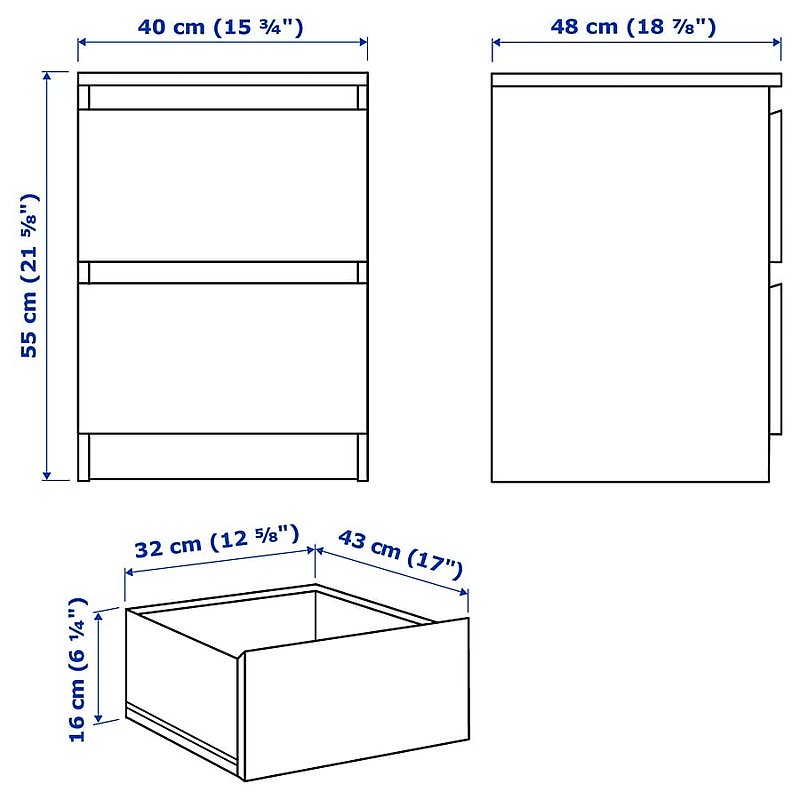 40 cm (15 ¾")
48 cm (18 ⅞")
55 cm (21 ⅝")
32 cm (12 ⅝")
43 cm (17")
16 cm (6 ¼")